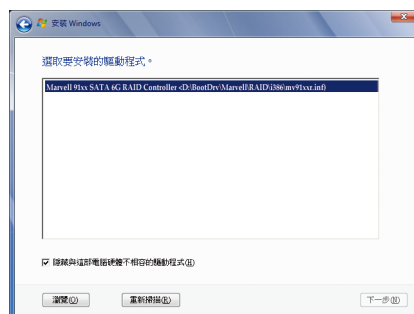 安裝 Windows
選取要安裝的驅動程式。
Marvell 91xx SATA 6G RAID Controller <D:\BootDrv\Marvell\RAID\i386\mv91xxr.inf)
隱藏與這部電腦硬體不相容的驅動程式(H)
瀏覽(O) 重新掃描(R) 下一步(N)